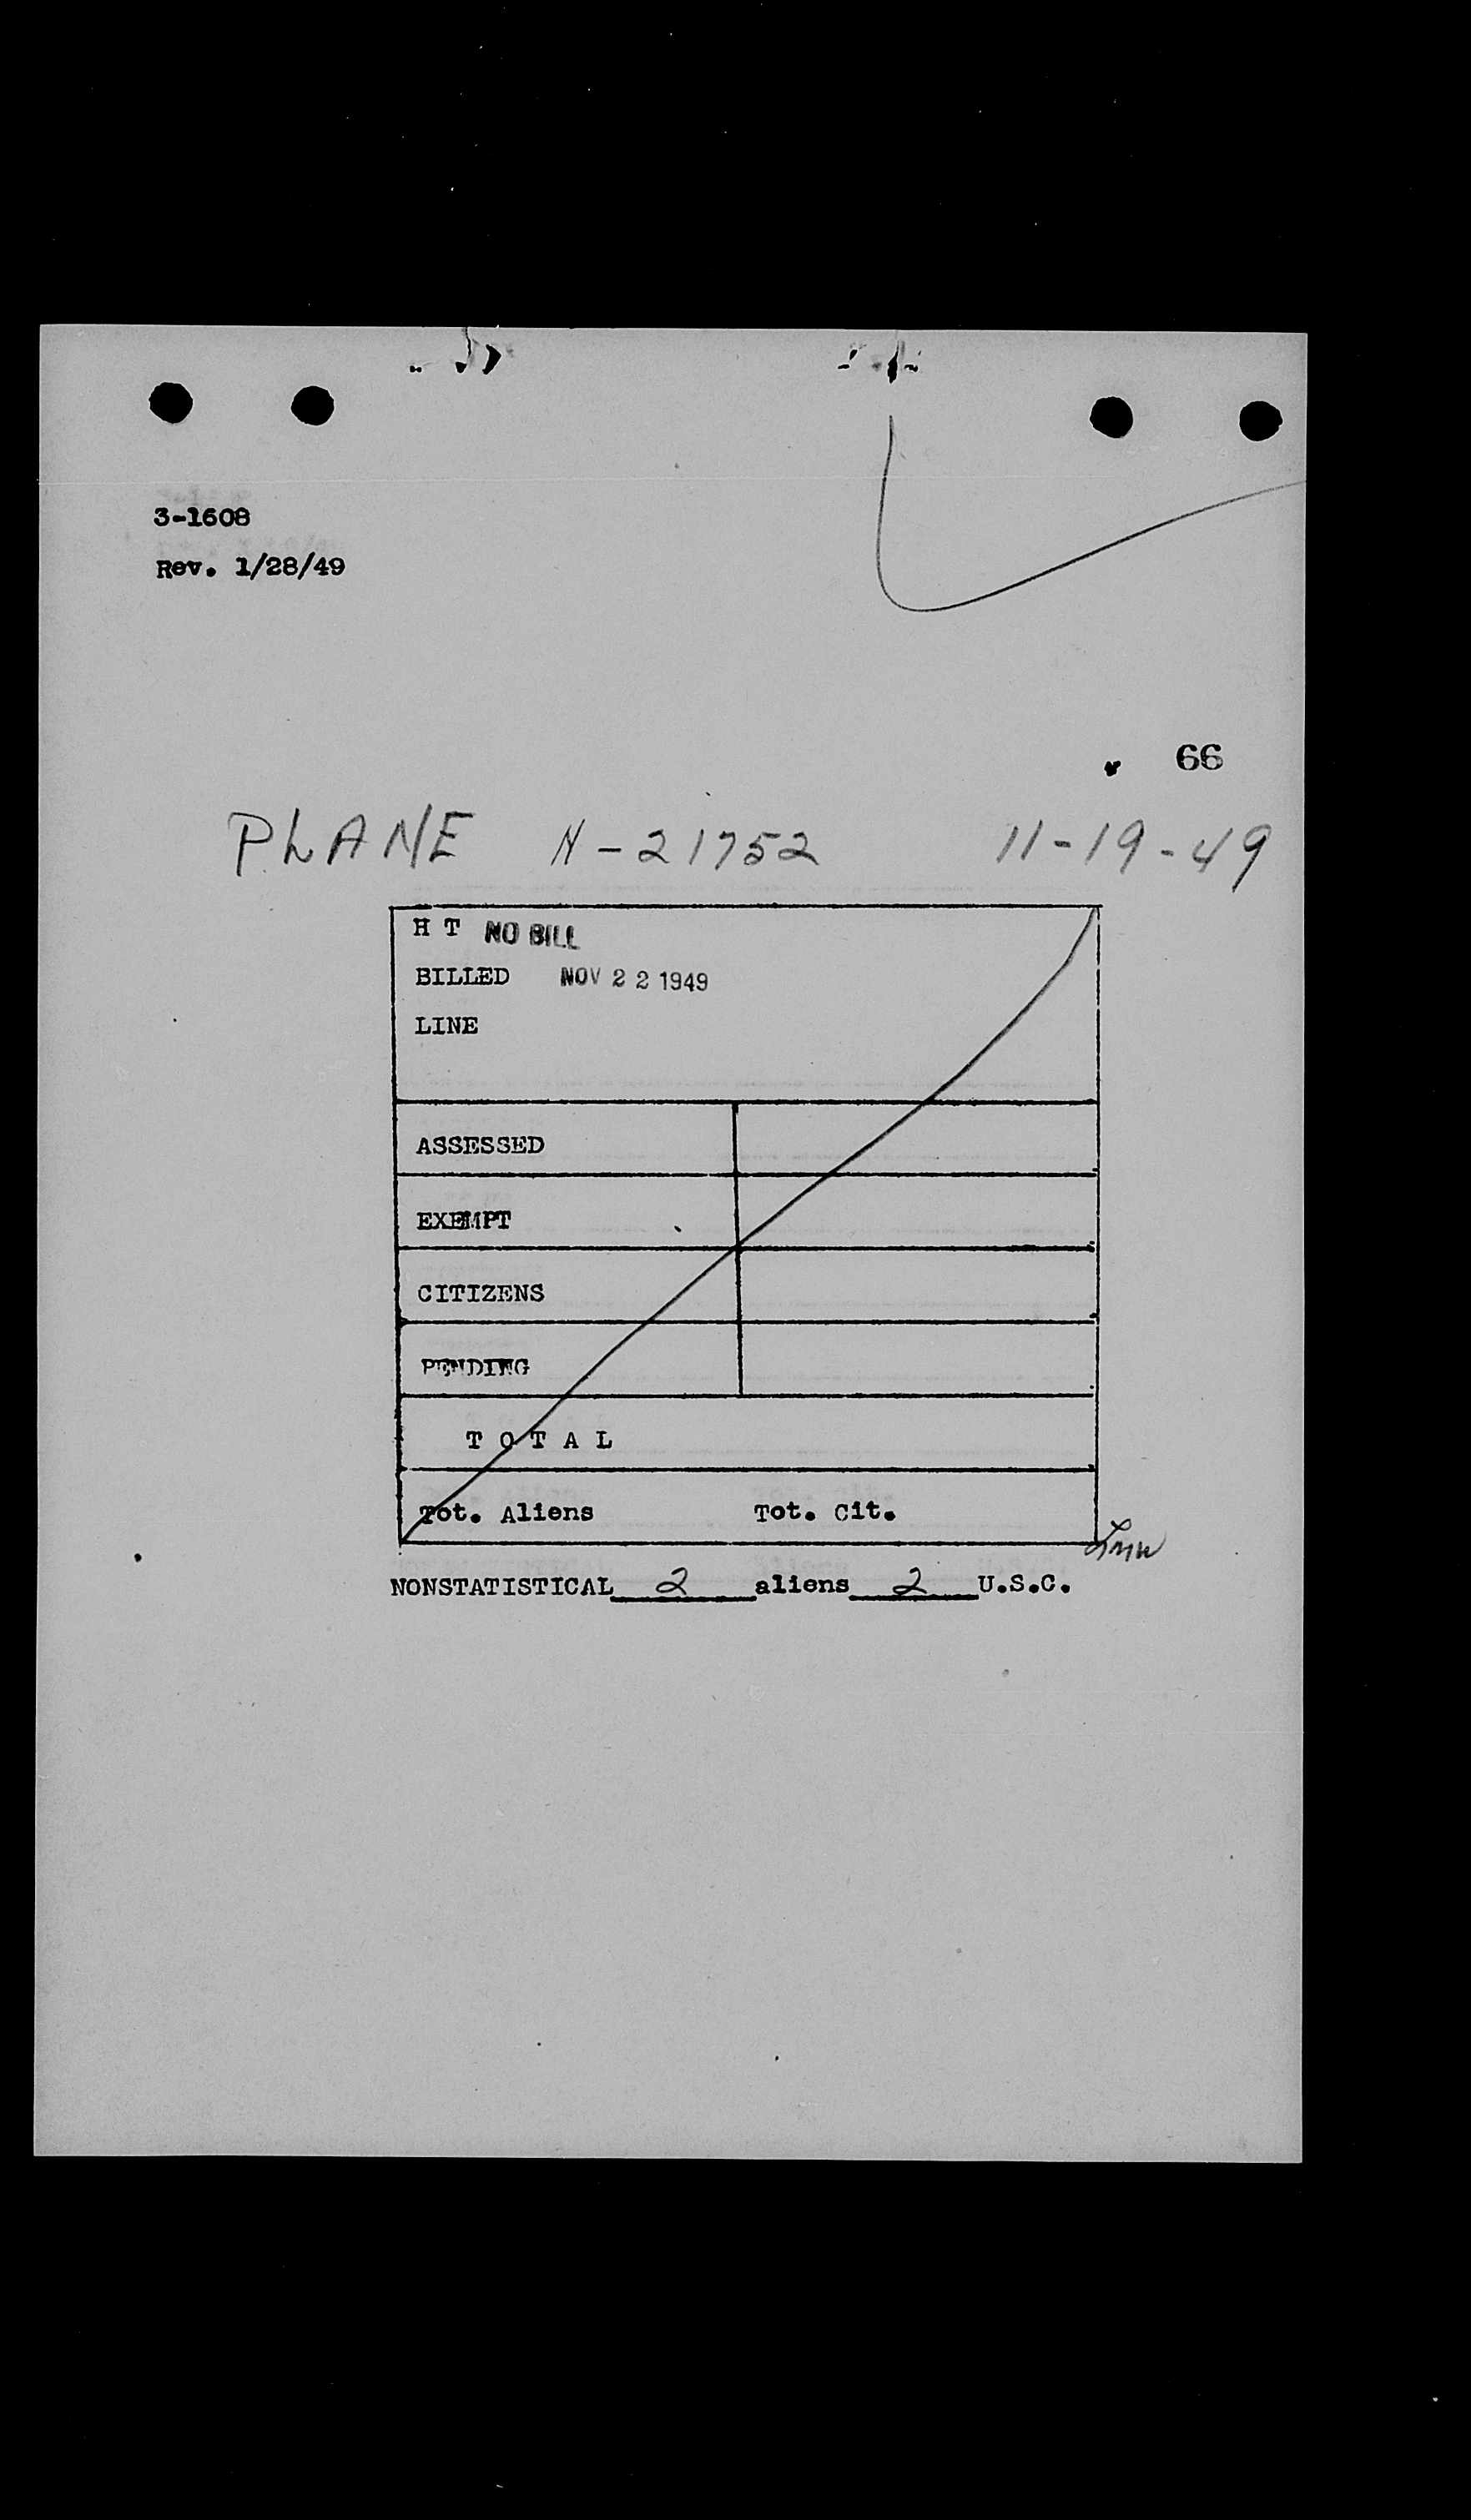 3-1608
Rev. 1/28/49
66
PLANE N-21752 11-19-49
H T NO BILL
BILLED NOV 22 1949
LINE
ASSESSED
EXEMPT
CITIZENS
PENDING
T O T A L
Tot. Aliens Tot. Cit.
NONSTATISTICAL 2 aliens 2 U.S.C.